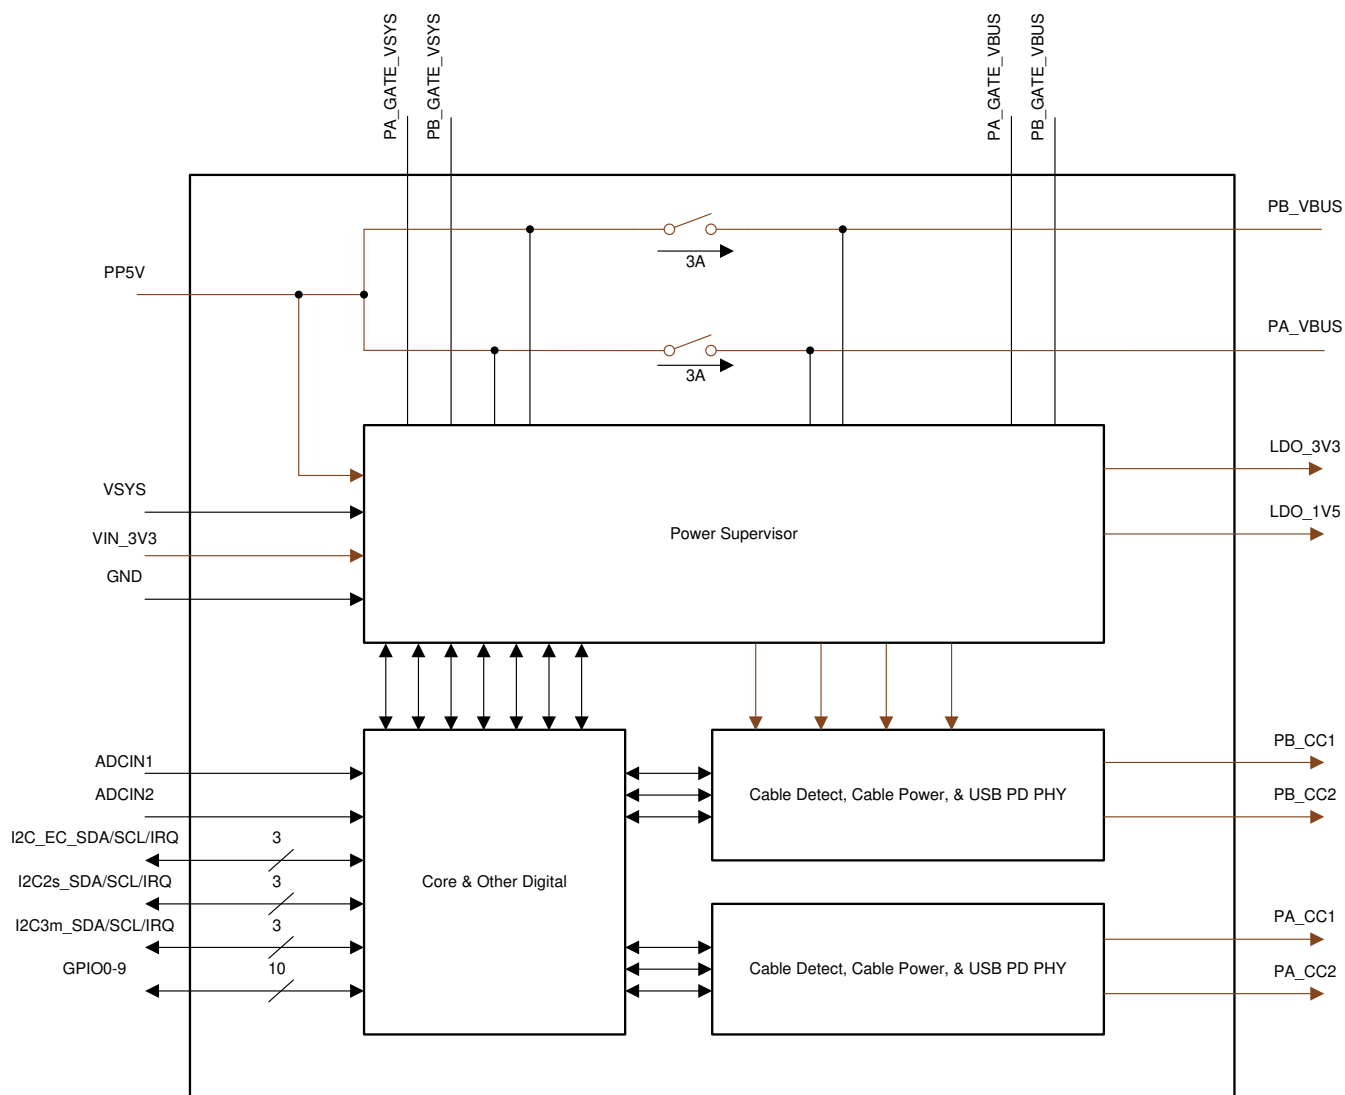 PA_GATE_VSYS
PB_GATE_VSYS
PA_GATE_VBUS
PB_GATE_VBUS
PB_VBUS
3A
PP5V
PA_VBUS
3A
LDO_3V3
VSYS
LDO_1V5
VIN_3V3
Power Supervisor
GND
PB_CC1
ADCIN1
ADCIN2
Cable Detect, Cable Power, & USB PD PHY
PB_CC2
I2C_EC_SDA/SCL/IRQ
3
I2C2s_SDA/SCL/IRQ
3
Core & Other Digital
I2C3m_SDA/SCL/IRQ
3
PA_CC1
GPIO0-9
10
Cable Detect, Cable Power, & USB PD PHY
PA_CC2